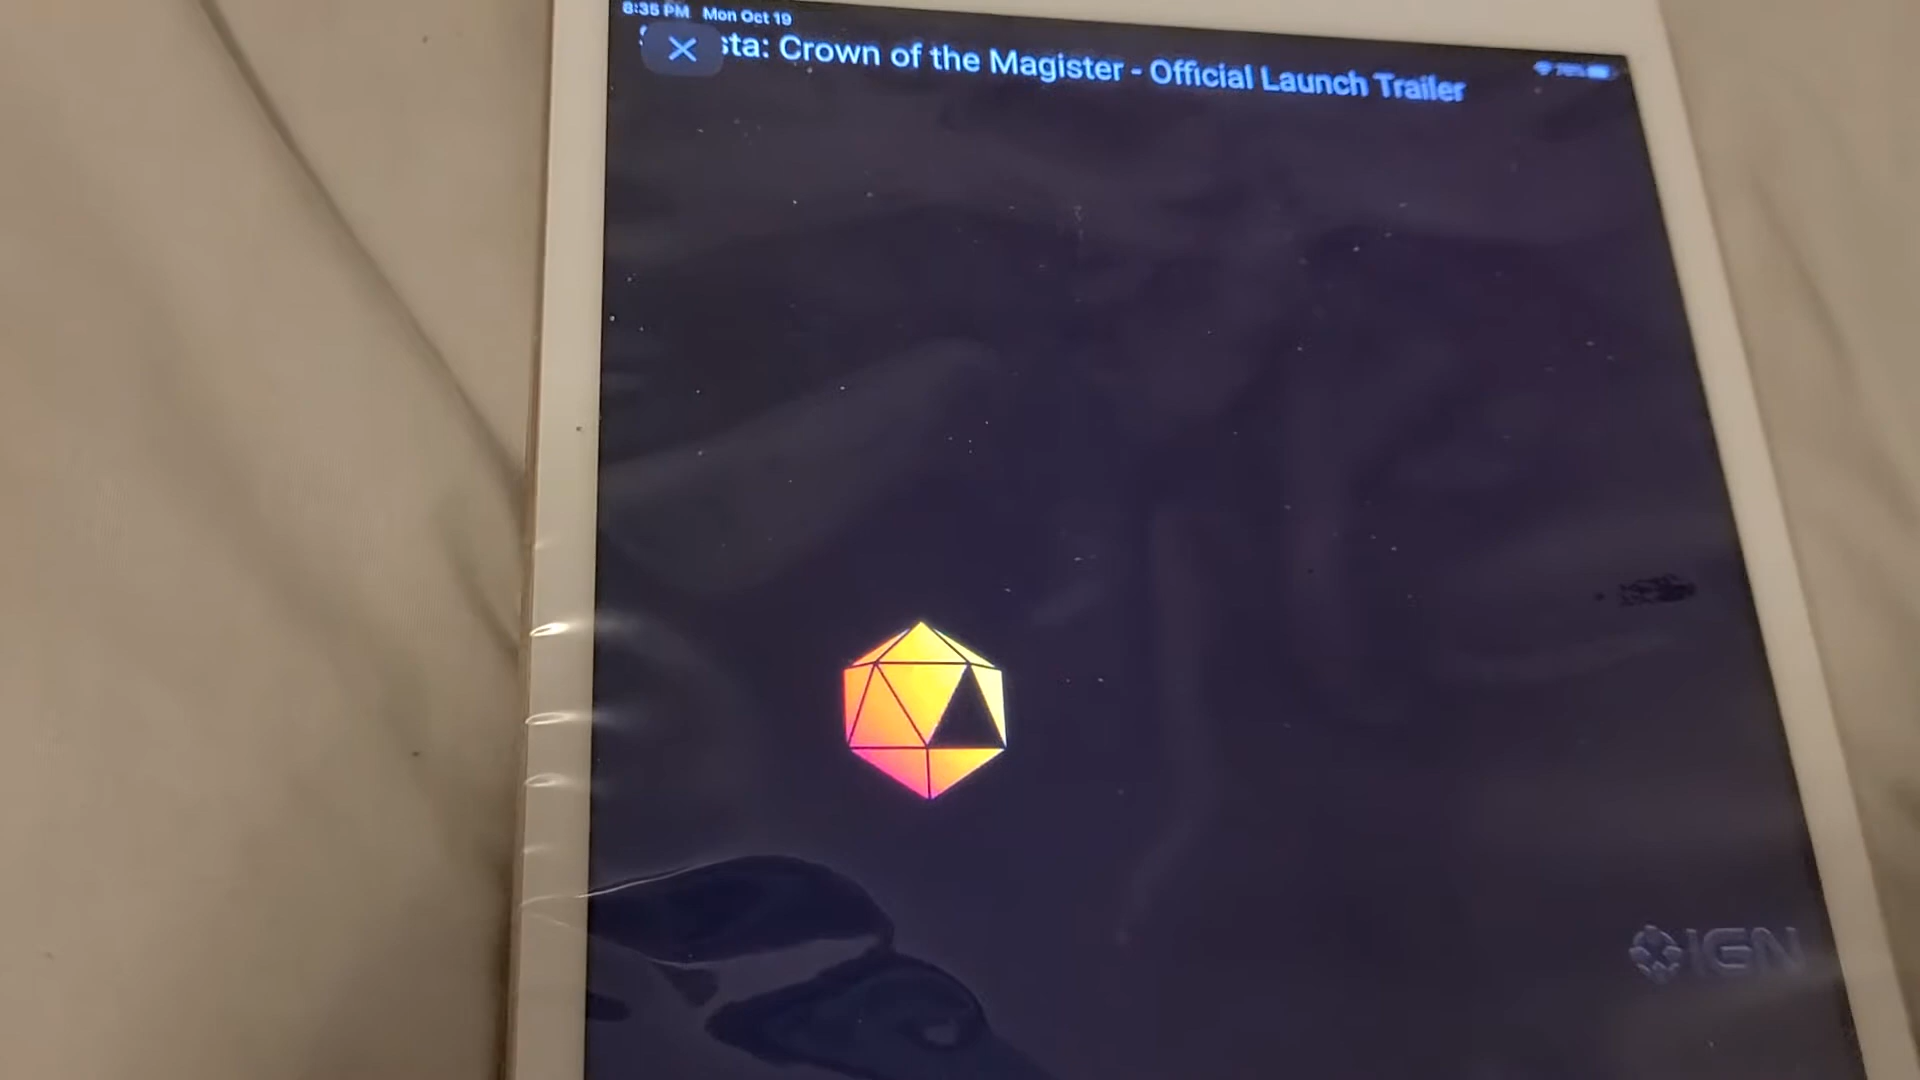 8:35 PM Mon Oct 19
sta: Crown of the Magister - Official Launch Trailer
IGN